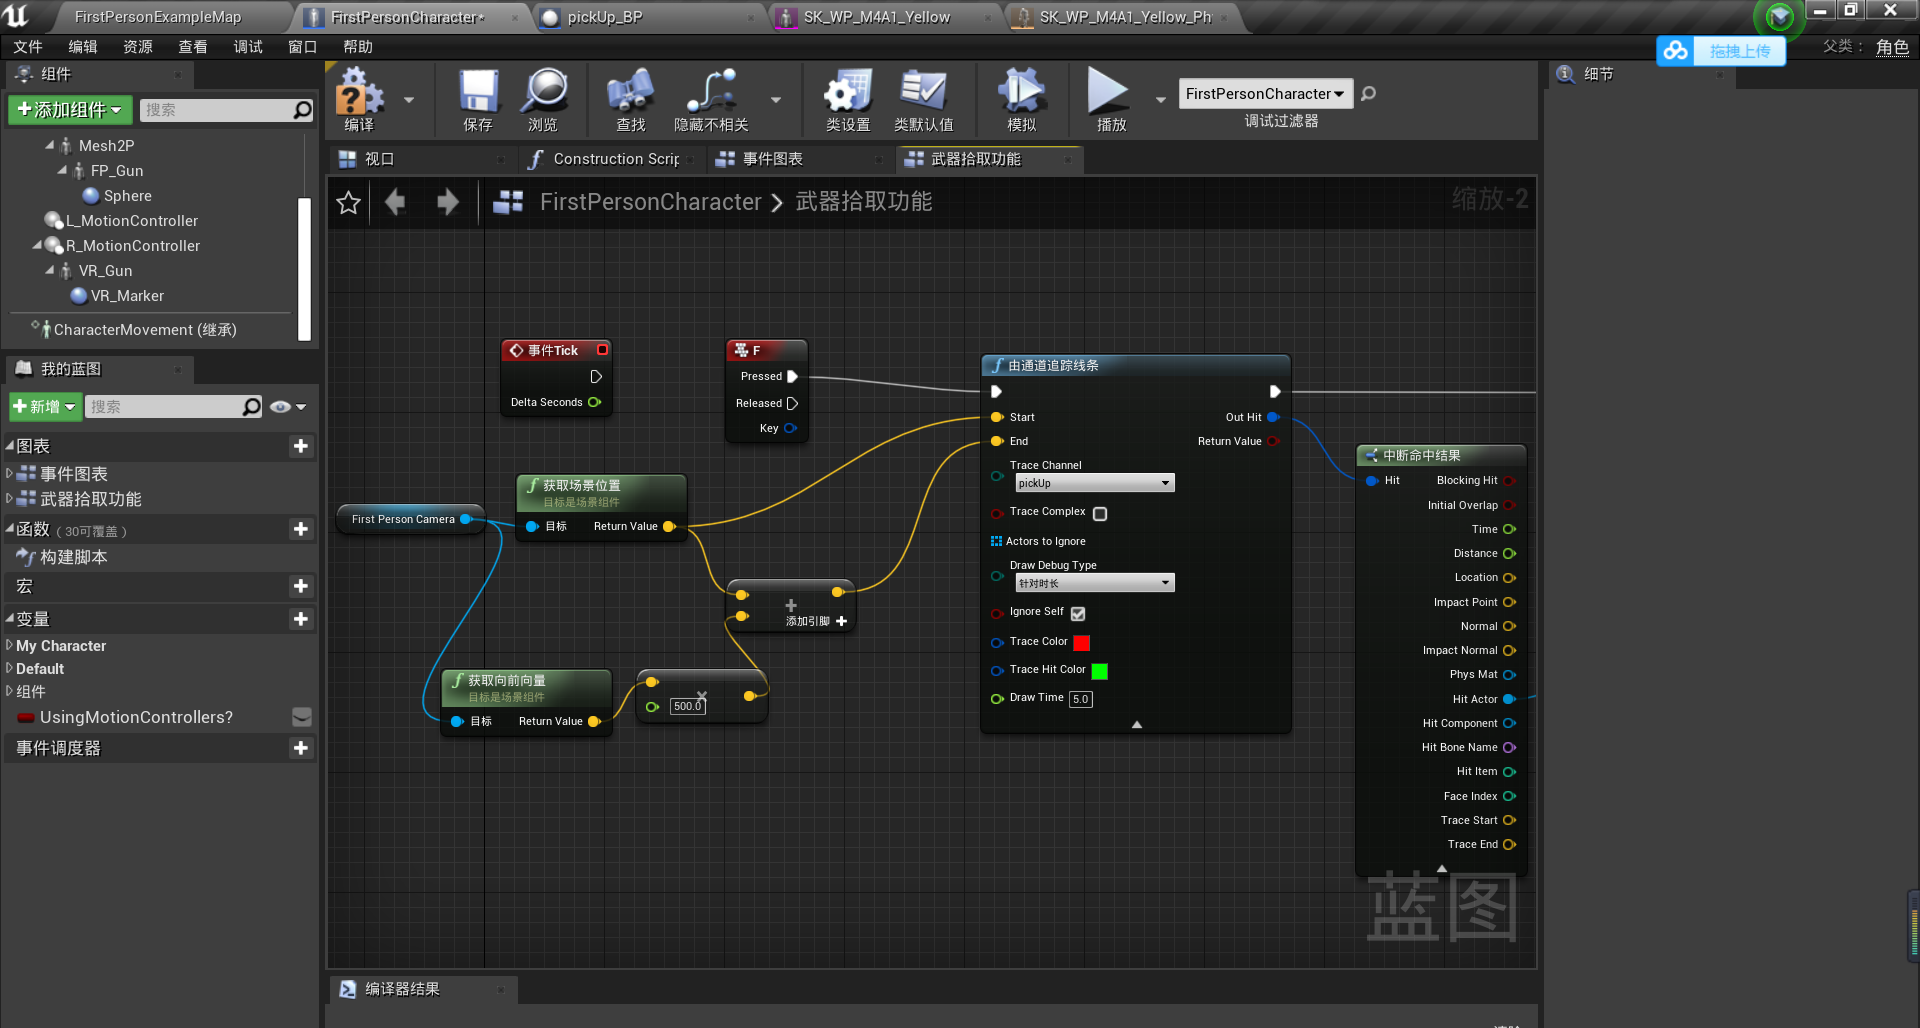 FirstPersonExampleMap
FirstPersonCharacter*
pickUp_BP
SK_WP_M4A1_Yellow
SK_WP_M4A1_Yellow_Ph
文件 编辑 资源 查看 调试 窗口 帮助
拖拽上传
父类： 角色
组件
添加组件
搜索
Mesh2P
FP_Gun
Sphere
L_MotionController
R_MotionController
VR_Gun
VR_Marker
CharacterMovement (继承)
我的蓝图
新增
搜索
图表
事件图表
武器拾取功能
函数 (30可覆盖)
构建脚本
宏
变量
My Character
Default
组件
UsingMotionControllers?
事件调度器
编译
保存
浏览
查找
隐藏不相关
类设置
类默认值
模拟
播放
FirstPersonCharacter
调试过滤器
视口
Construction Scrip
事件图表
武器拾取功能
FirstPersonCharacter > 武器拾取功能
缩放-2
事件Tick
Delta Seconds
F
Pressed
Released
Key
First Person Camera
获取场景位置
目标是场景组件
目标
Return Value
添加引脚
获取向前向量
目标是场景组件
目标
Return Value
500.0
由通道追踪线条
Start
Out Hit
End
Return Value
Trace Channel
pickUp
Trace Complex
Actors to Ignore
Draw Debug Type
针对时长
Ignore Self
Trace Color
Trace Hit Color
Draw Time 5.0
中断命中结果
Hit
Blocking Hit
Initial Overlap
Time
Distance
Location
Impact Point
Normal
Impact Normal
Phys Mat
Hit Actor
Hit Component
Hit Bone Name
Hit Item
Face Index
Trace Start
Trace End
蓝图
编译器结果
细节